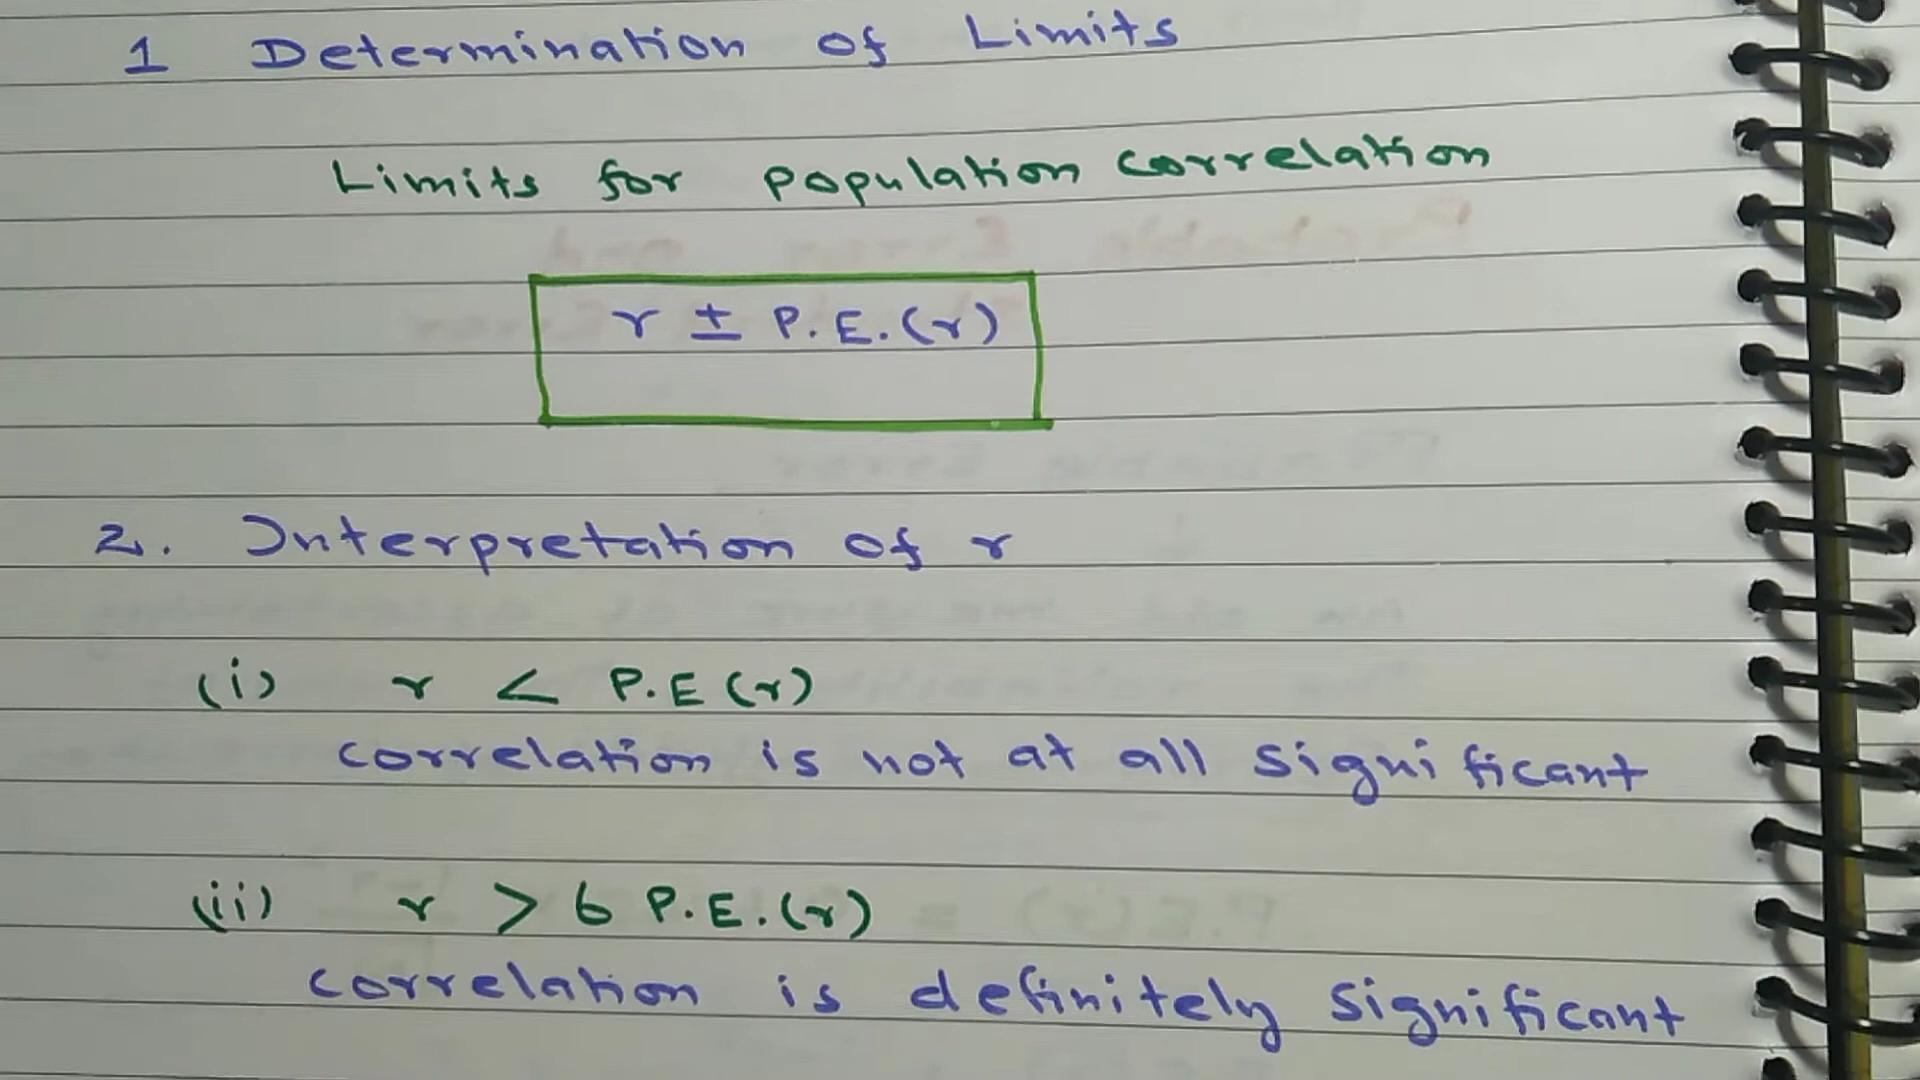 1 Determination of Limits
Limits for population correlation
r ± P.E.(r)
2. Interpretation of r
(i) r < P.E(r)
correlation is not at all significant
(ii) r > 6 P.E.(r)
correlation is definitely significant